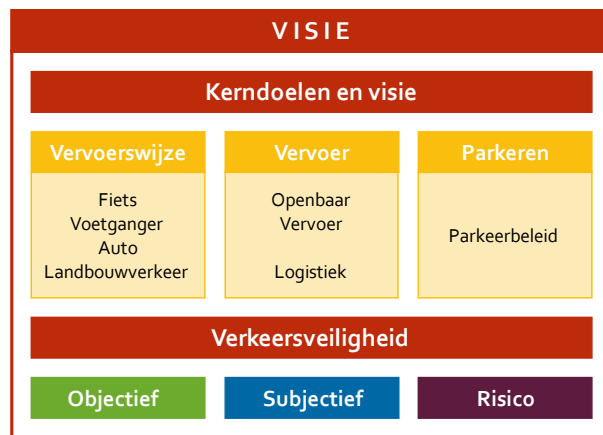 VISIE
Kerndoelen en visie
Vervoerswijze
Fiets
Voetganger
Auto
Landbouwverkeer
Vervoer
Openbaar
Vervoer
Logistiek
Parkeren
Parkeerbeleid
Verkeersveiligheid
Objectief
Subjectief
Risico